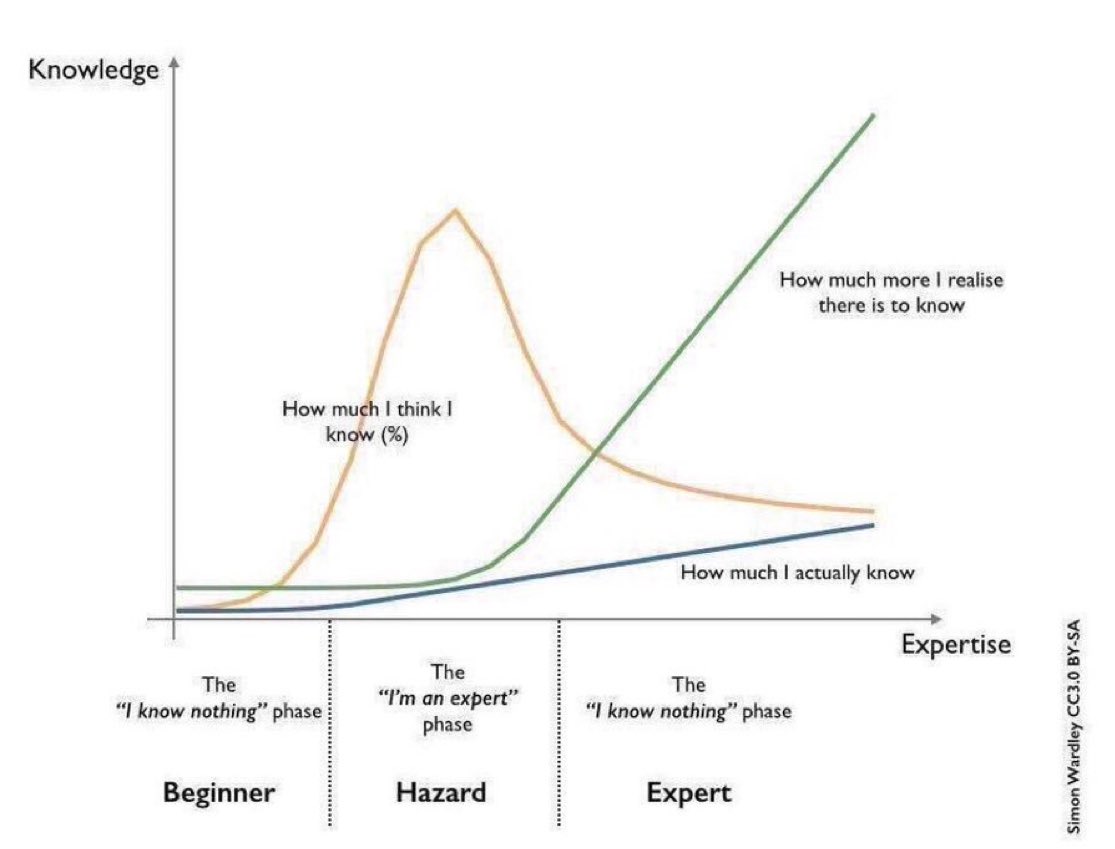 Knowledge
How much more I realise
there is to know
How much I think I
know (%)
How much I actually know
Expertise
The
“I know nothing” phase
The
“I’m an expert”
phase
The
“I know nothing” phase
Beginner
Hazard
Expert
Simon Wardley CC3.0 BY-SA